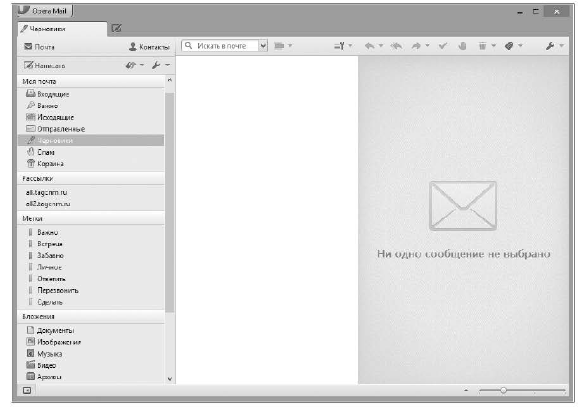 Opera Mail
Черновики
Почта
Контакты
Искать в почте
Написать
Моя почта
Входящие
Важно
Исходящие
Отправленные
Черновики
Спам
Корзина
Рассылки
all.tagcnm.ru
all2.tagcnm.ru
Метки
Важно
Встреча
Забавно
Личное
Ответить
Перезвонить
Сделать
Вложения
Документы
Изображения
Музыка
Видео
Архивы
Ни одно сообщение не выбрано